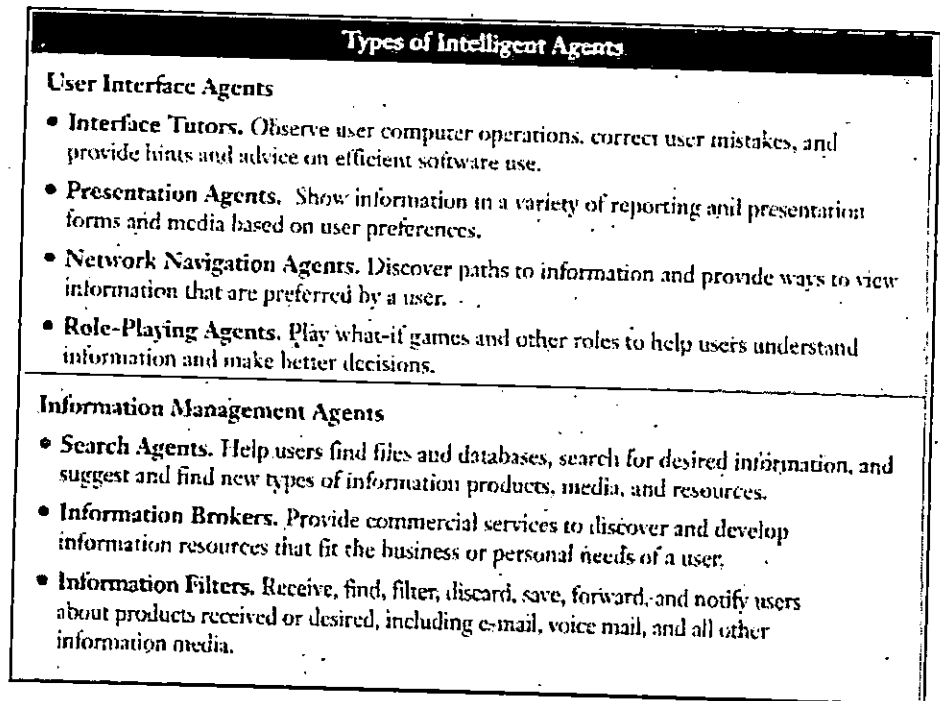 Types of Intelligent Agents
User Interface Agents
• Interface Tutors. Observe user computer operations, correct user mistakes, and
provide hints and advice on efficient software use.
• Presentation Agents. Show information in a variety of reporting and presentation
forms and media based on user preferences.
• Network Navigation Agents. Discover paths to information and provide ways to view
information that are preferred by a user.
• Role-Playing Agents. Play what-if games and other roles to help users understand
information and make better decisions.
Information Management Agents
• Search Agents. Help users find files and databases, search for desired information, and
suggest and find new types of information products, media, and resources.
• Information Brokers. Provide commercial services to discover and develop
information resources that fit the business or personal needs of a user.
• Information Filters. Receive, find, filter, discard, save, forward, and notify users
about products received or desired, including e-mail, voice mail, and all other
information media.